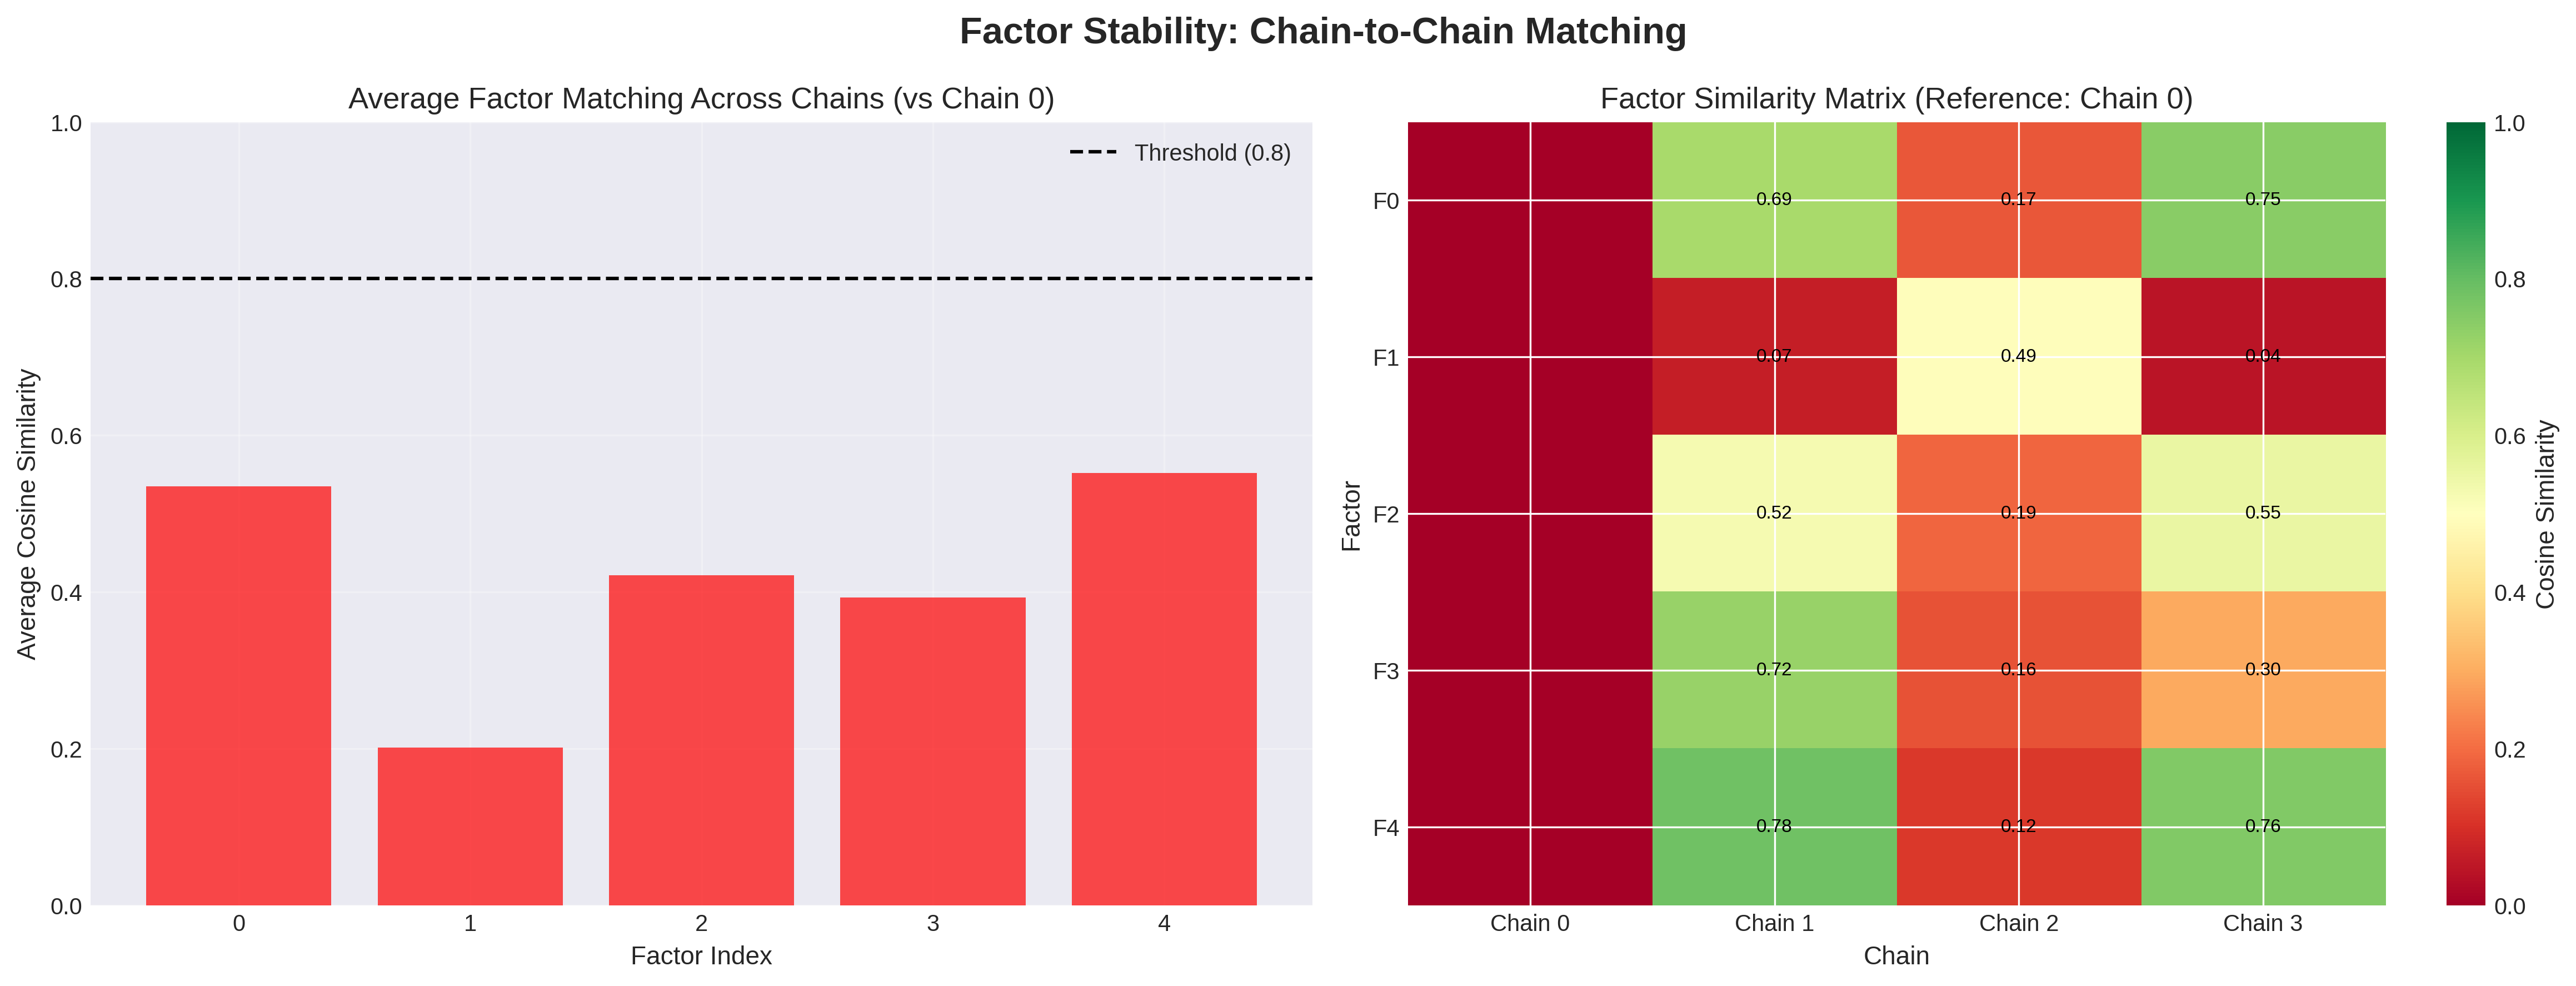 Factor Stability: Chain-to-Chain Matching
Average Factor Matching Across Chains (vs Chain 0)
1.0
0.8
0.6
0.4
0.2
0.0
Average Cosine Similarity
Threshold (0.8)
0 1 2 3 4
Factor Index
Factor Similarity Matrix (Reference: Chain 0)
Factor
F0 0.69 0.17 0.75
F1 0.07 0.49 0.04
F2 0.52 0.19 0.55
F3 0.72 0.16 0.30
F4 0.78 0.12 0.76
Chain 0 Chain 1 Chain 2 Chain 3
Chain
1.0
0.8
0.6
0.4
0.2
0.0
Cosine Similarity